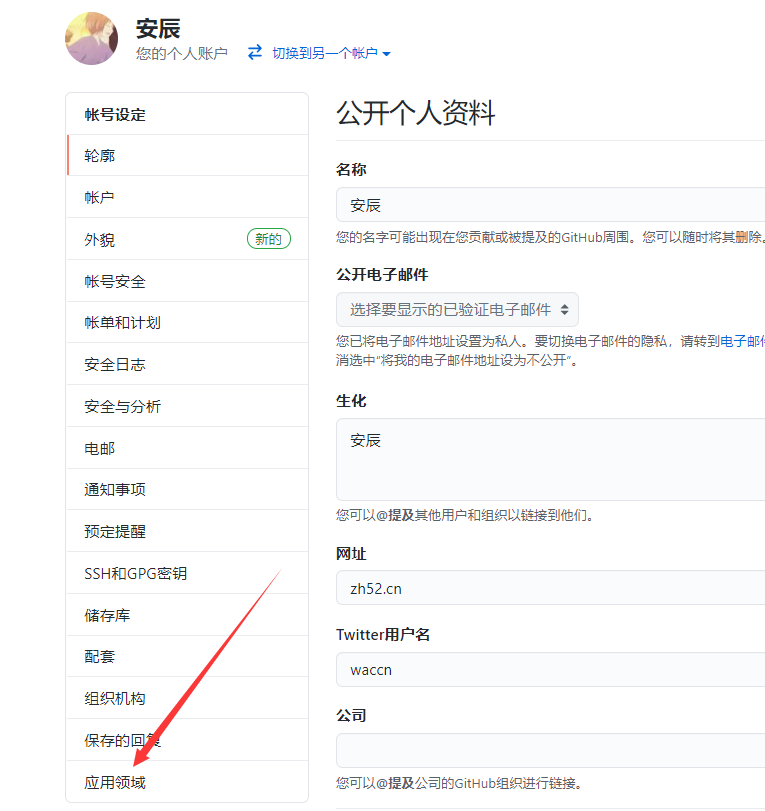 安辰
您的个人账户 切换到另一个帐户
帐号设定
轮廓
帐户
外貌 新的
帐号安全
帐单和计划
安全日志
安全与分析
电邮
通知事项
预定提醒
SSH和GPG密钥
储存库
配套
组织机构
保存的回复
应用领域
公开个人资料
名称
安辰
您的名字可能出现在您贡献或被提及的GitHub周围。您可以随时将其删除。
公开电子邮件
选择要显示的已验证电子邮件
您已将电子邮件地址设置为私人。要切换电子邮件的隐私，请转到电子邮
消选中“将我的电子邮件地址设为不公开”。
生化
安辰
您可以@提及其他用户和组织以链接到他们。
网址
zh52.cn
Twitter用户名
waccn
公司
您可以@提及公司的GitHub组织进行链接。